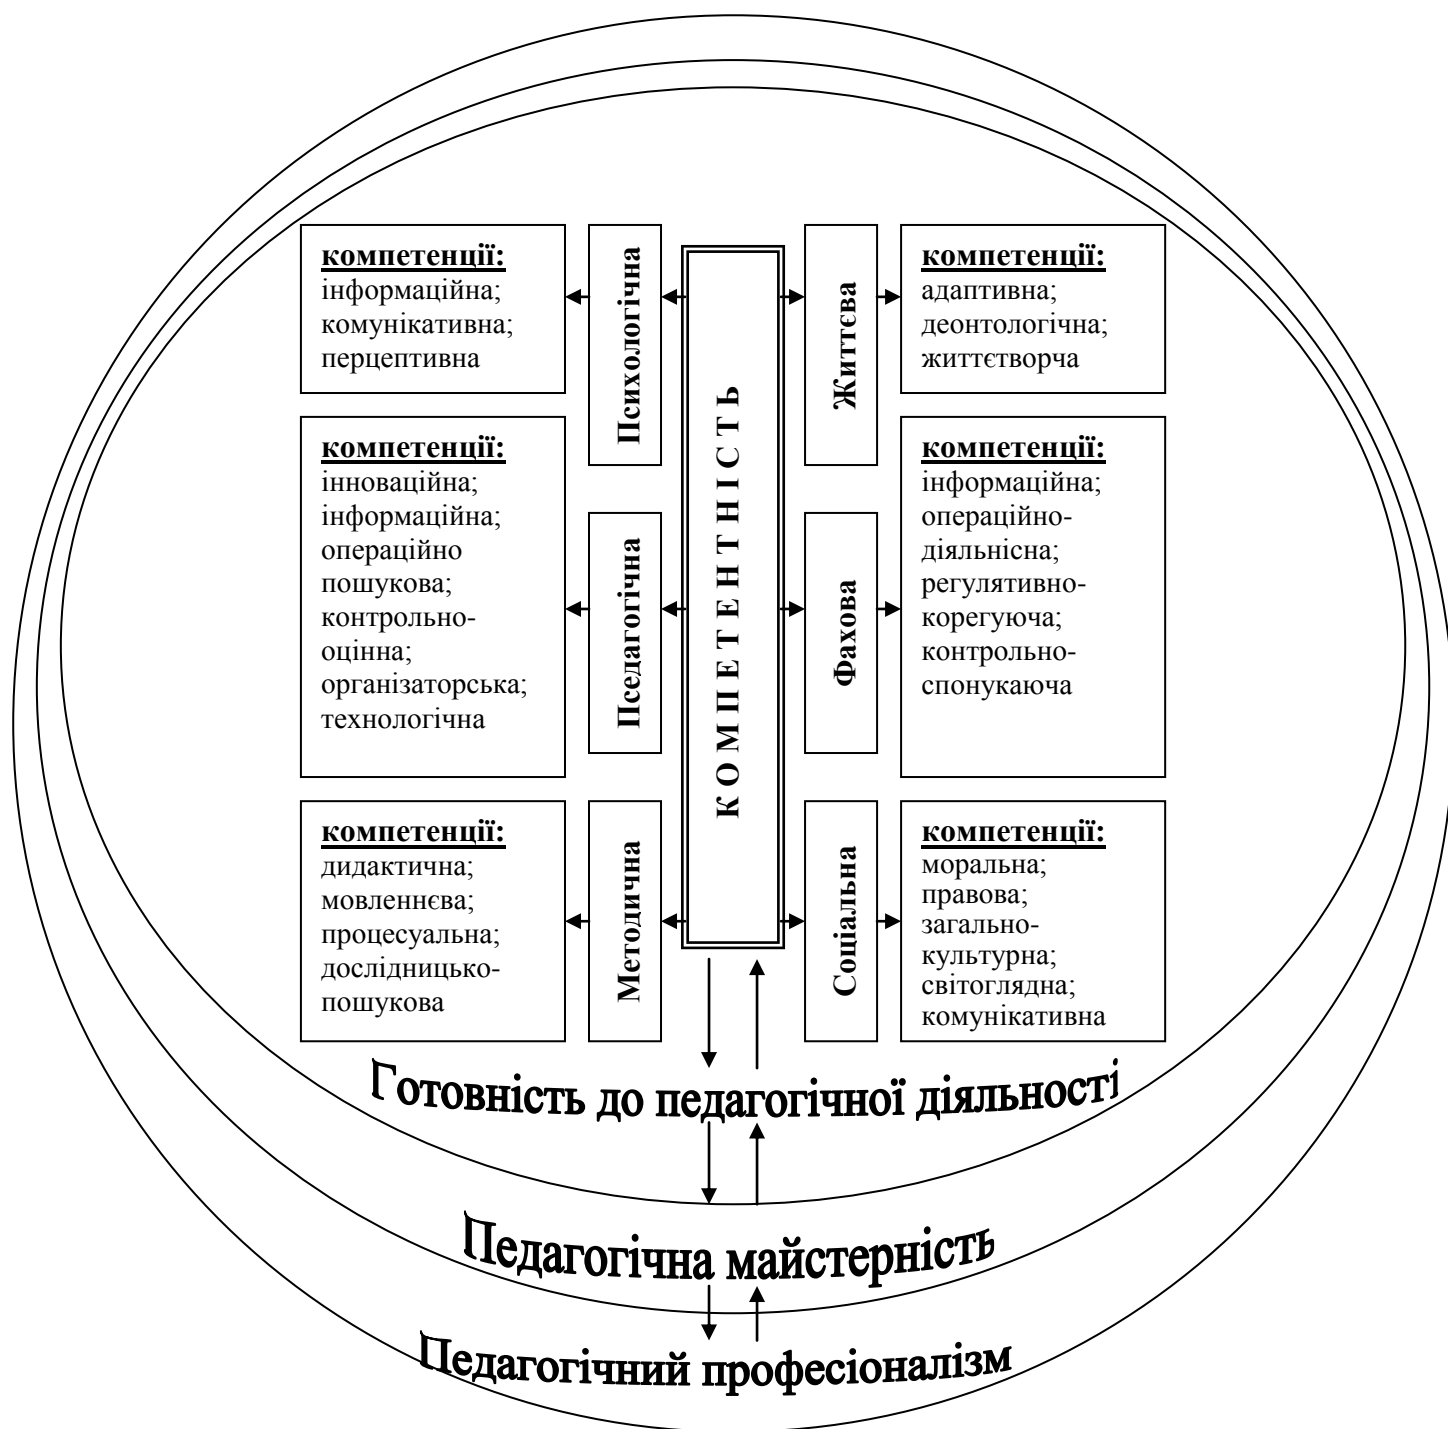 компетенції:
інформаційна;
комунікативна;
перцептивна
Психологічна
компетенції:
інноваційна;
інформаційна;
операційно
пошукова;
контрольно-
оцінна;
організаторська;
технологічна
Пседагогічна
компетенції:
дидактична;
мовленнєва;
процесуальна;
дослідницько-
пошукова
Методична
КОМПЕТЕНТНІСТЬ
Життєва
компетенції:
адаптивна;
деонтологічна;
життєтворча
Фахова
компетенції:
інформаційна;
операційно-
діяльнісна;
регулятивно-
корегуюча;
контрольно-
спонукаюча
Соціальна
компетенції:
моральна;
правова;
загально-
культурна;
світоглядна;
комунікативна
Готовність до педагогічної діяльності
Педагогічна майстерність
Педагогічний професіоналізм